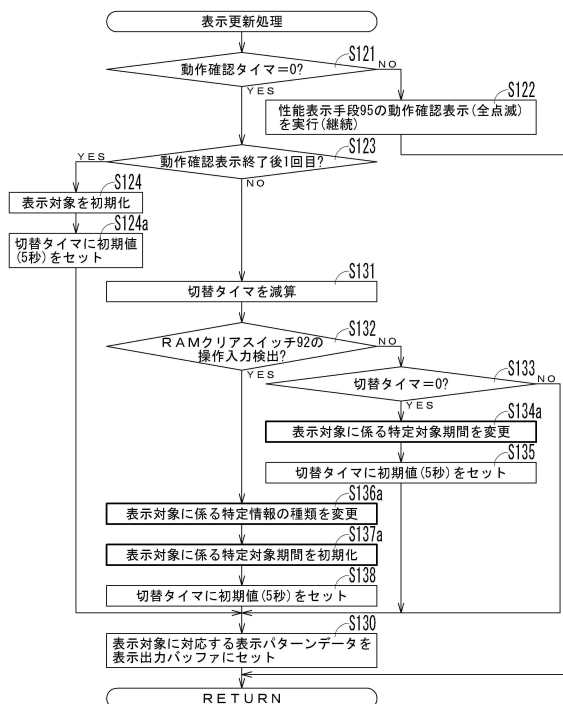 表示更新処理
S121
動作確認タイマ=0?
NO
YES
S122
性能表示手段95の動作確認表示(全点滅)
を実行(継続)
S123
動作確認表示終了後1回目?
YES
NO
S124
表示対象を初期化
S124a
切替タイマに初期値
(5秒)をセット
S131
切替タイマを減算
S132
RAMクリアスイッチ92の
操作入力検出?
NO
YES
S133
切替タイマ=0?
NO
YES
S134a
表示対象に係る特定対象期間を変更
S135
切替タイマに初期値(5秒)をセット
S136a
表示対象に係る特定情報の種類を変更
S137a
表示対象に係る特定対象期間を初期化
S138
切替タイマに初期値(5秒)をセット
S130
表示対象に対応する表示パターンデータを
表示出力バッファにセット
RETURN